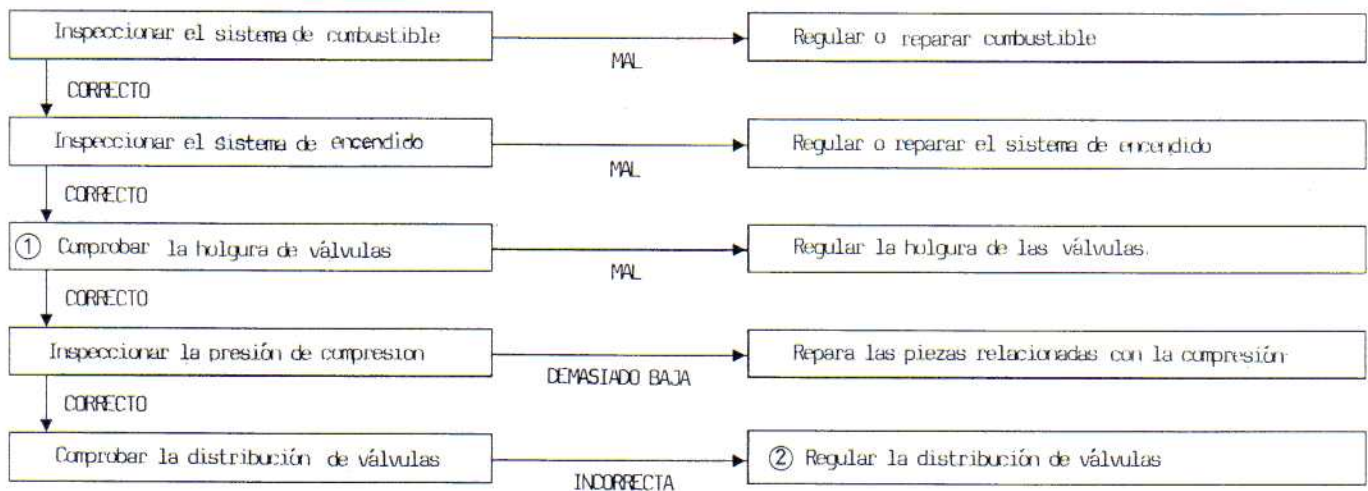 Inspeccionar el sistema de combustible
MAL
Regular o reparar combustible
CORRECTO
Inspeccionar el sistema de encendido
MAL
Regular o reparar el sistema de encendido
CORRECTO
① Comprobar la holgura de válvulas
MAL
Regular la holgura de las válvulas.
CORRECTO
Inspeccionar la presión de compresion
DEMASIADO BAJA
Repara las piezas relacionadas con la compresión
CORRECTO
Comprobar la distribución de válvulas
INCORRECTA
② Regular la distribución de válvulas